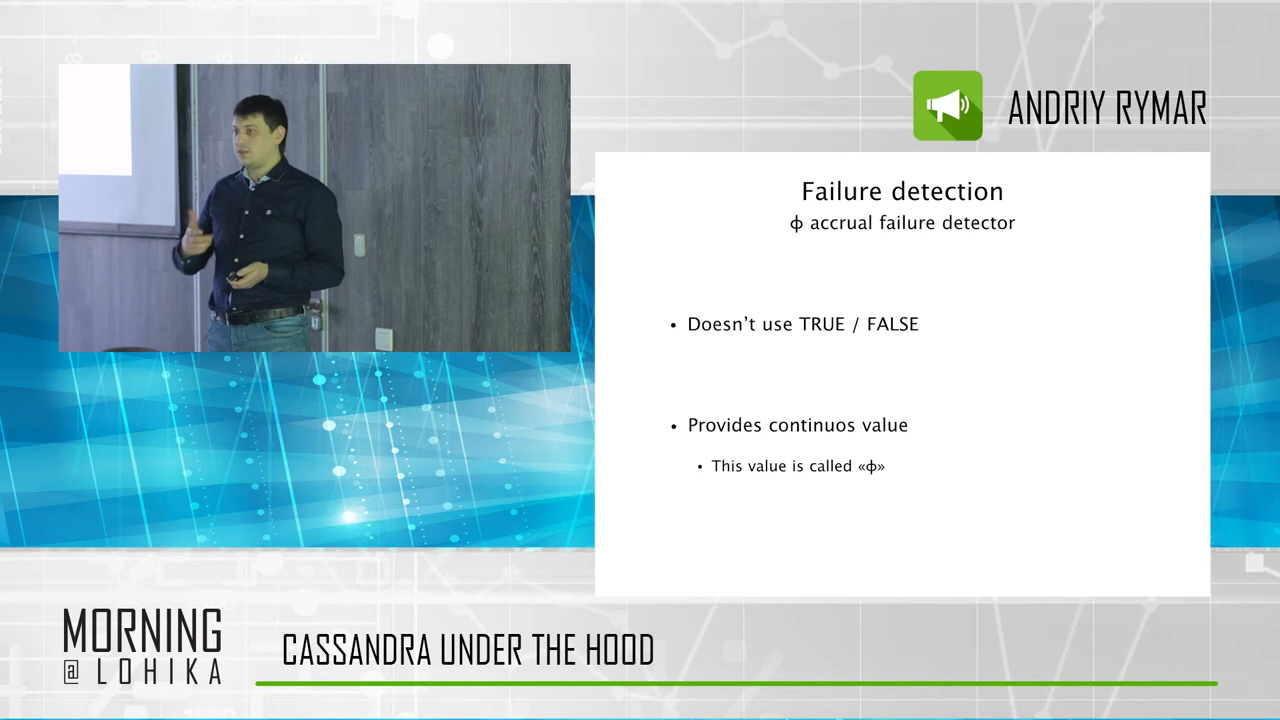 ANDRIY RYMAR
Failure detection
ф accrual failure detector
• Doesn’t use TRUE / FALSE
• Provides continuos value
• This value is called «ф»
MORNING
@ LOHIKA
CASSANDRA UNDER THE HOOD